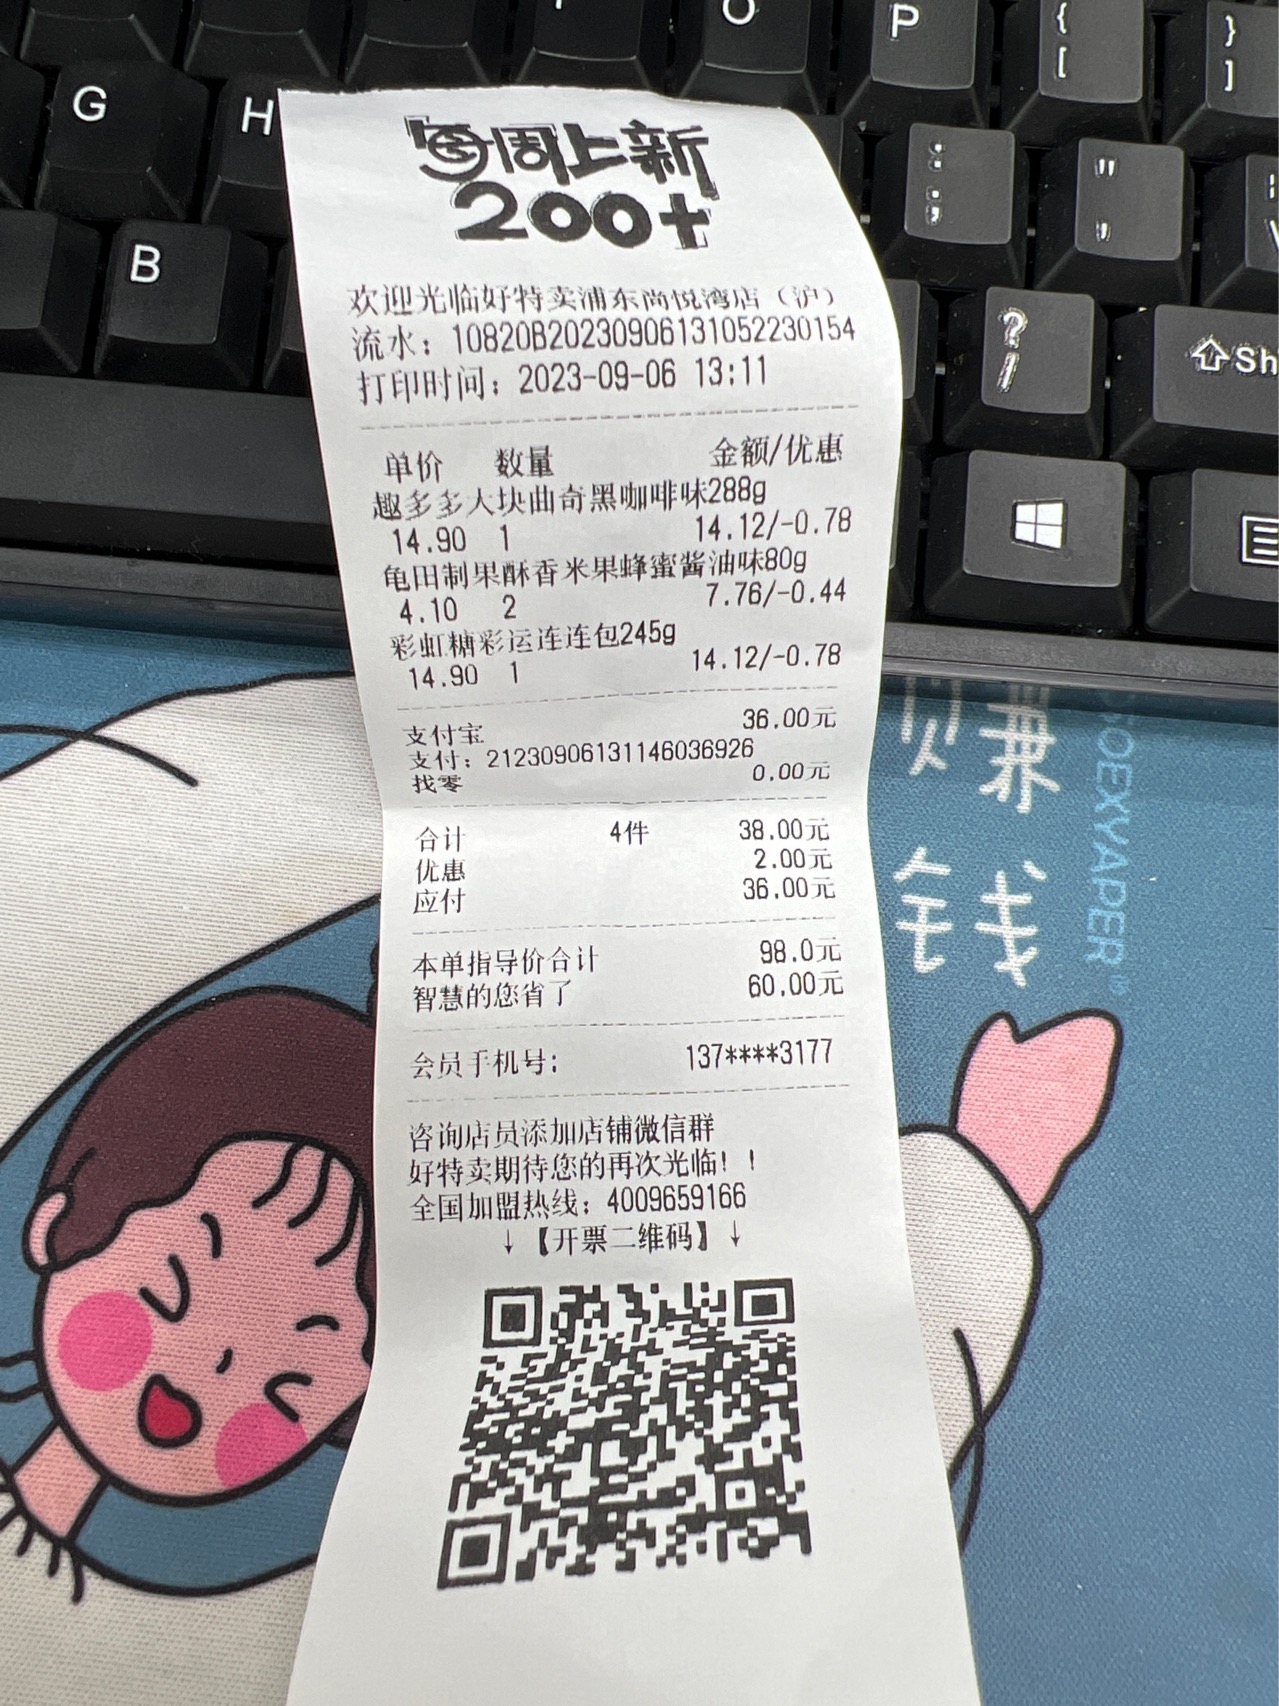 O
P
{
[
}
]
G
H
:
;
"
'
B
?
/
Sh
每周上新
200+
欢迎光临好特卖浦东尚悦湾店（沪）
流水：10820B20230906131052230154
打印时间：2023-09-06 13:11
单价 数量 金额/优惠
趣多多大块曲奇黑咖啡味288g
14.90 1 14.12/-0.78
亀田制果酥香米果蜂蜜酱油味80g
4.10 2 7.76/-0.44
彩虹糖彩运连连包245g
14.90 1 14.12/-0.78
支付宝 36.00元
支付：21230906131146036926
找零 0.00元
合计 4件 38.00元
优惠 2.00元
应付 36.00元
本单指导价合计 98.0元
智慧的您省了 60.00元
会员手机号: 137****3177
咨询店员添加店铺微信群
好特卖期待您的再次光临！！
全国加盟热线：4009659166
↓【开票二维码】↓
赚
钱
OEXYAPER